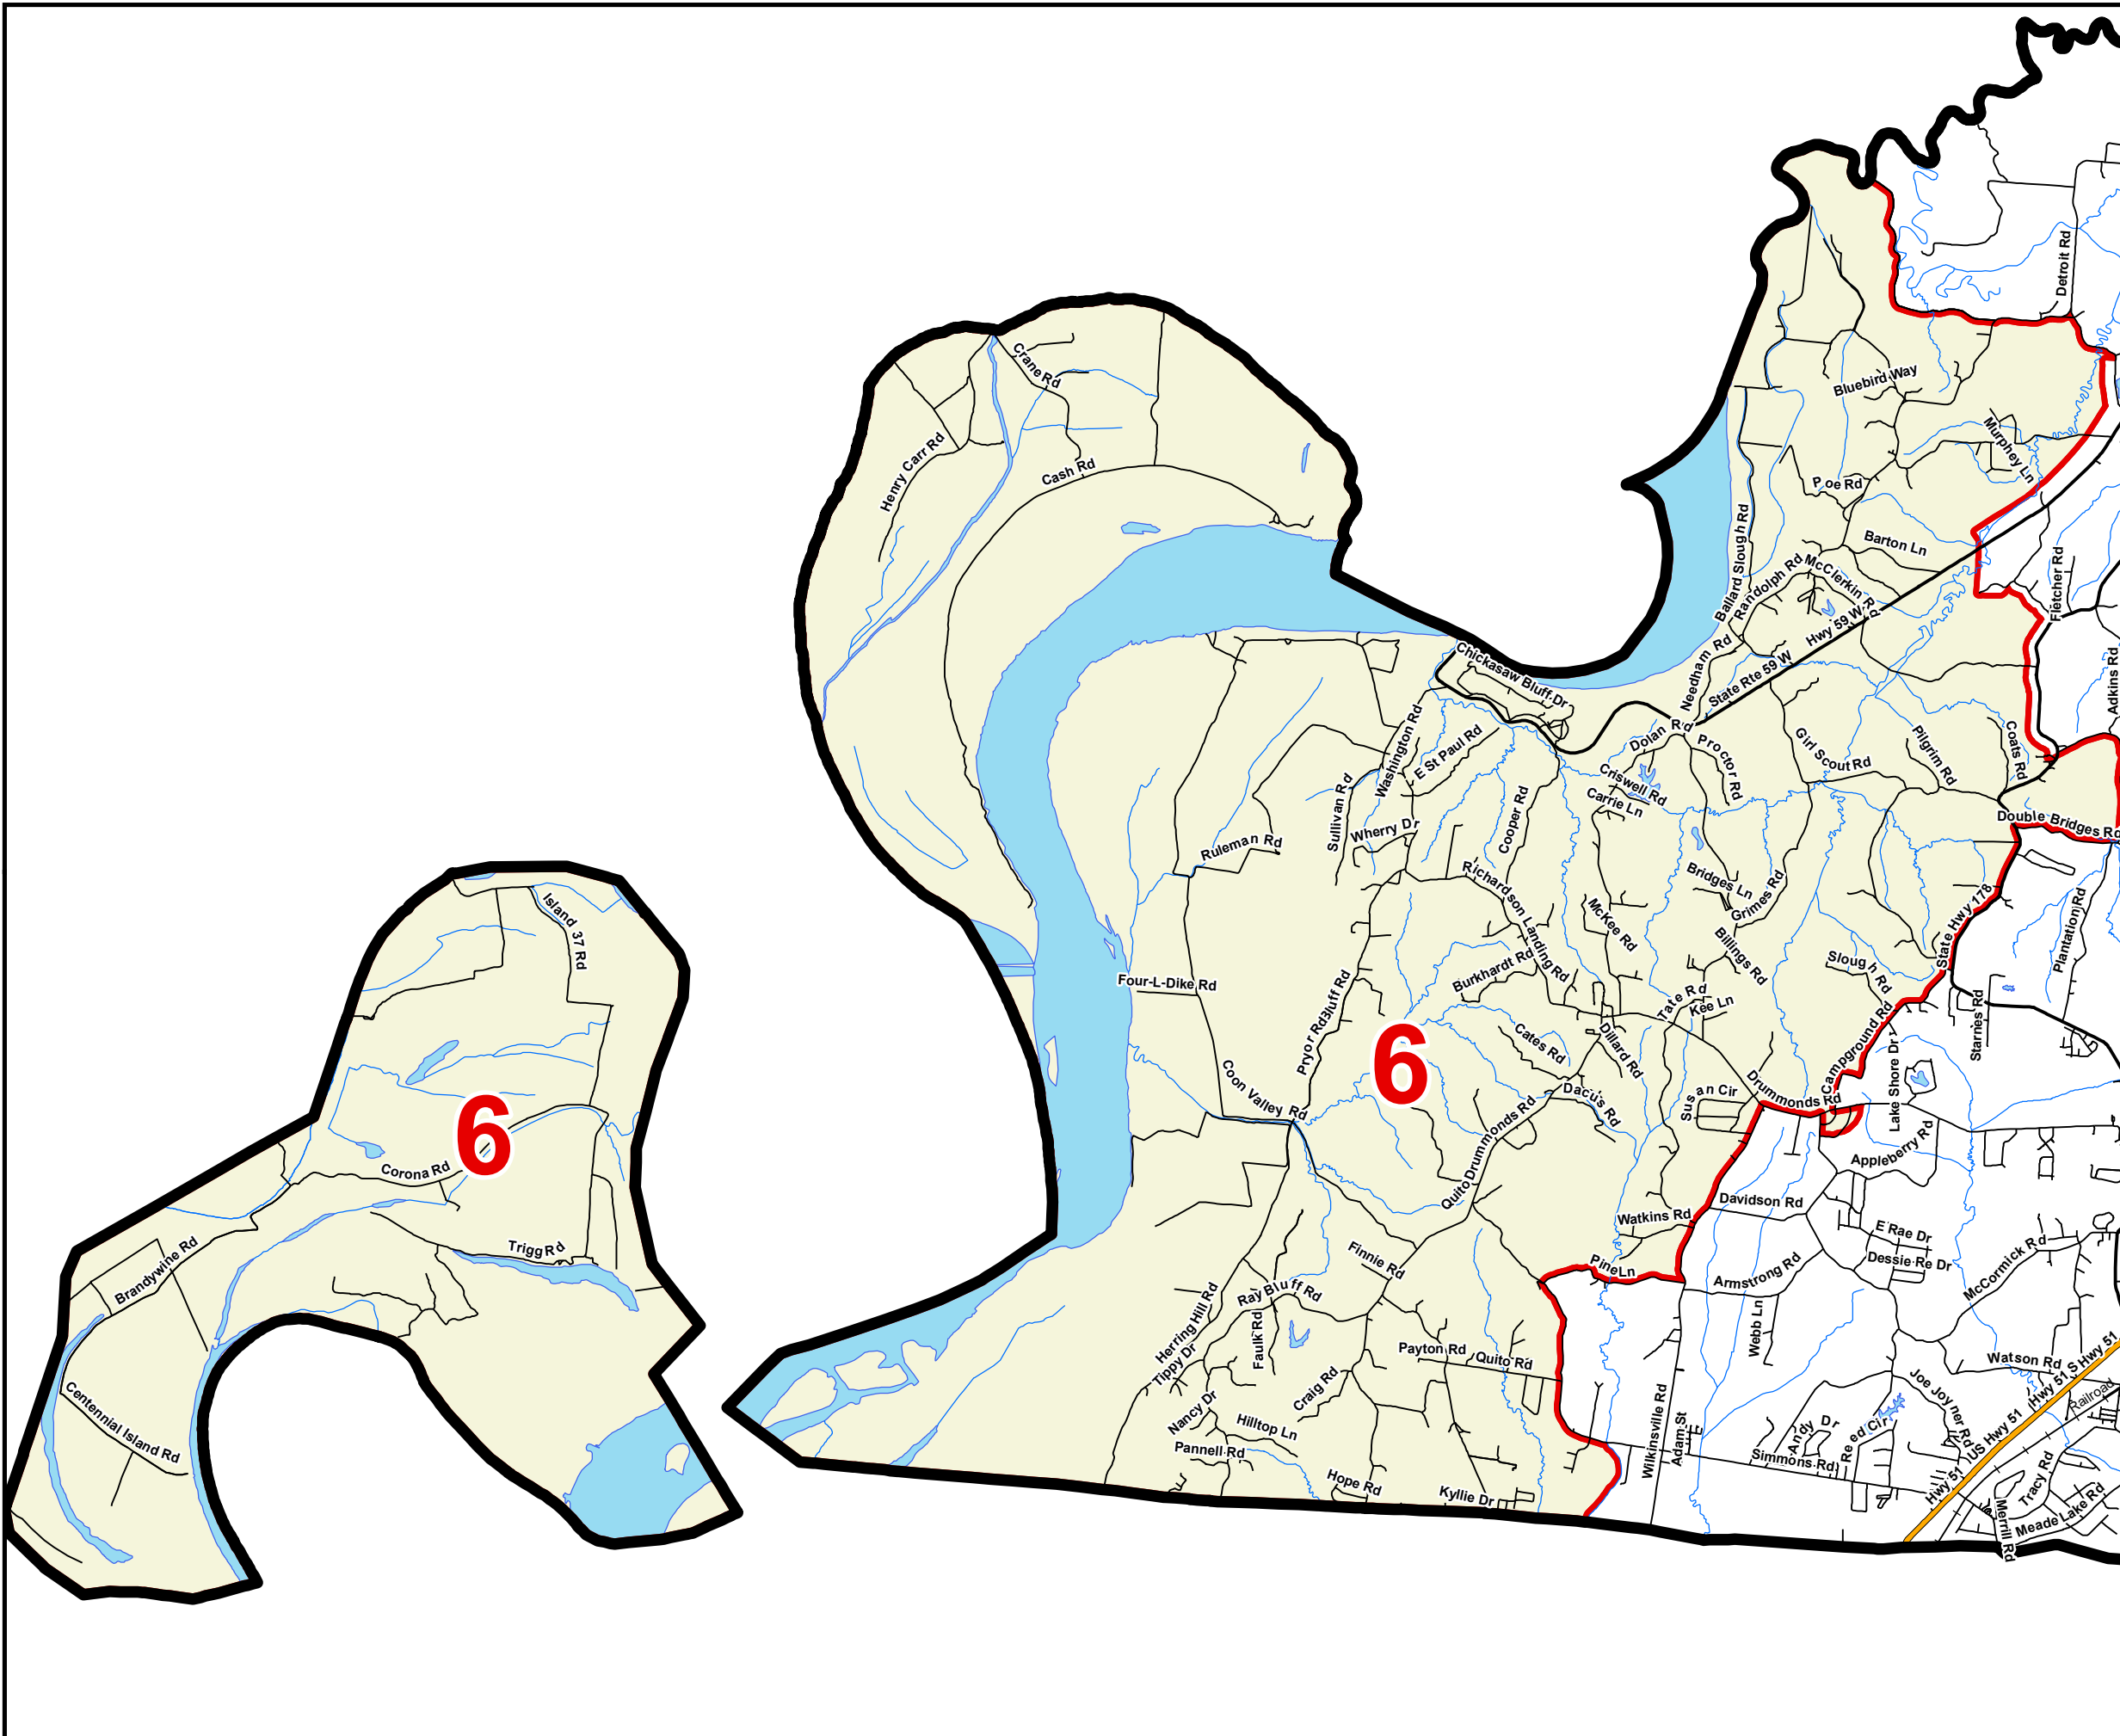 Detroit Rd
Crane Rd
Bluebird Way
Henry Carr Rd
Cash Rd
Murphey Ln
Poe Rd
Ballard Slough Rd
Barton Ln
Randolph Rd
McClerkin Rd
Fletcher Rd
Hwy 59 W
Chickasaw Bluff Dr
Needham Rd
State Rte 59 W
Adkins Rd
Washington Rd
E St Paul Rd
Dolan Rd
Proctor Rd
Girl Scout Rd
Pilgrim Rd
Coats Rd
Criswell Rd
Carrie Ln
Sullivan Rd
Wherry Dr
Cooper Rd
Double Bridges Rd
Ruleman Rd
Richardson Landing Rd
Bridges Ln
Grimes Rd
Island 37 Rd
McKee Rd
Billings Rd
State Hwy 178
Plantation Rd
Four-L-Dike Rd
Burkhardt Rd
Slough Rd
Pryor Rd
Bluff Rd
Tate Rd
Kee Ln
Starnes Rd
6
Cates Rd
Dillard Rd
Campground Rd
Lake Shore Dr
Coon Valley Rd
Dacus Rd
Susan Cir
Drummonds Rd
6
Corona Rd
Quito Drummonds Rd
Appleberry Rd
Davidson Rd
Watkins Rd
E Rae Dr
Trigg Rd
Brandywine Rd
Finnie Rd
Pine Ln
Dessie Re Dr
Armstrong Rd
McCormick Rd
Ray Bluff Rd
Herring Hill Rd
Faulk Rd
Webb Ln
Tippy Dr
Payton Rd
Quito Rd
Watson Rd
S Hwy 51
Hwy 51
Centennial Island Rd
Craig Rd
Joe Joyner Rd
Railroad
Nancy Dr
Hilltop Ln
Wilkinsville Rd
Adam St
Andy Dr
Reed Cir
US Hwy 51
Pannell Rd
Simmons Rd
Hwy 51
Tracy Rd
Hope Rd
Kyllie Dr
Merrill Rd
Meade Lake Rd